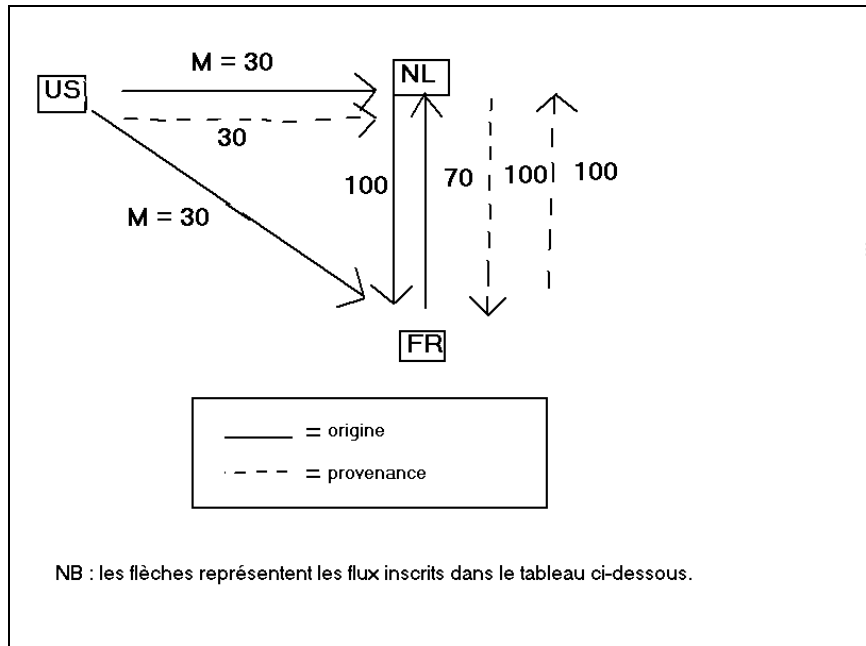 M = 30
US
NL
30
100
70
100
100
M = 30
FR
= origine
= provenance
NB : les flèches représentent les flux inscrits dans le tableau ci-dessous.